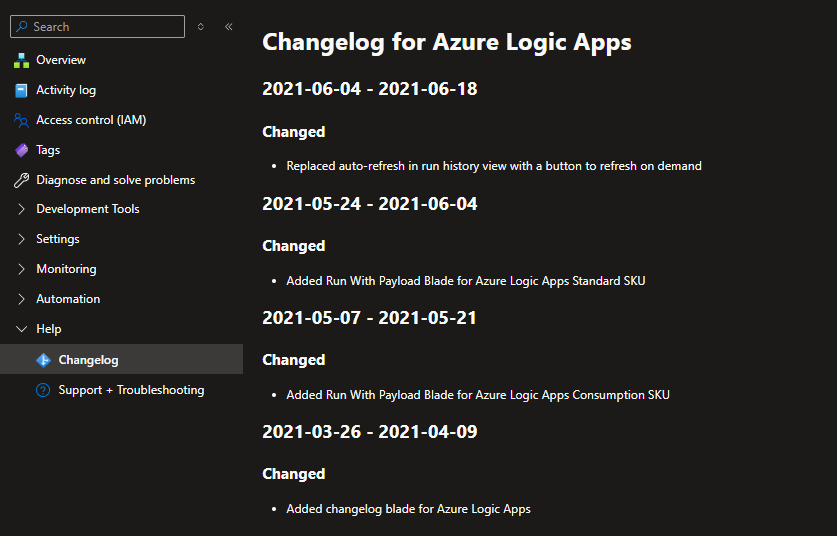 Search
Overview
Activity log
Access control (IAM)
Tags
Diagnose and solve problems
Development Tools
Settings
Monitoring
Automation
Help
Changelog
Support + Troubleshooting
Changelog for Azure Logic Apps
2021-06-04 - 2021-06-18
Changed
• Replaced auto-refresh in run history view with a button to refresh on demand
2021-05-24 - 2021-06-04
Changed
• Added Run With Payload Blade for Azure Logic Apps Standard SKU
2021-05-07 - 2021-05-21
Changed
• Added Run With Payload Blade for Azure Logic Apps Consumption SKU
2021-03-26 - 2021-04-09
Changed
• Added changelog blade for Azure Logic Apps